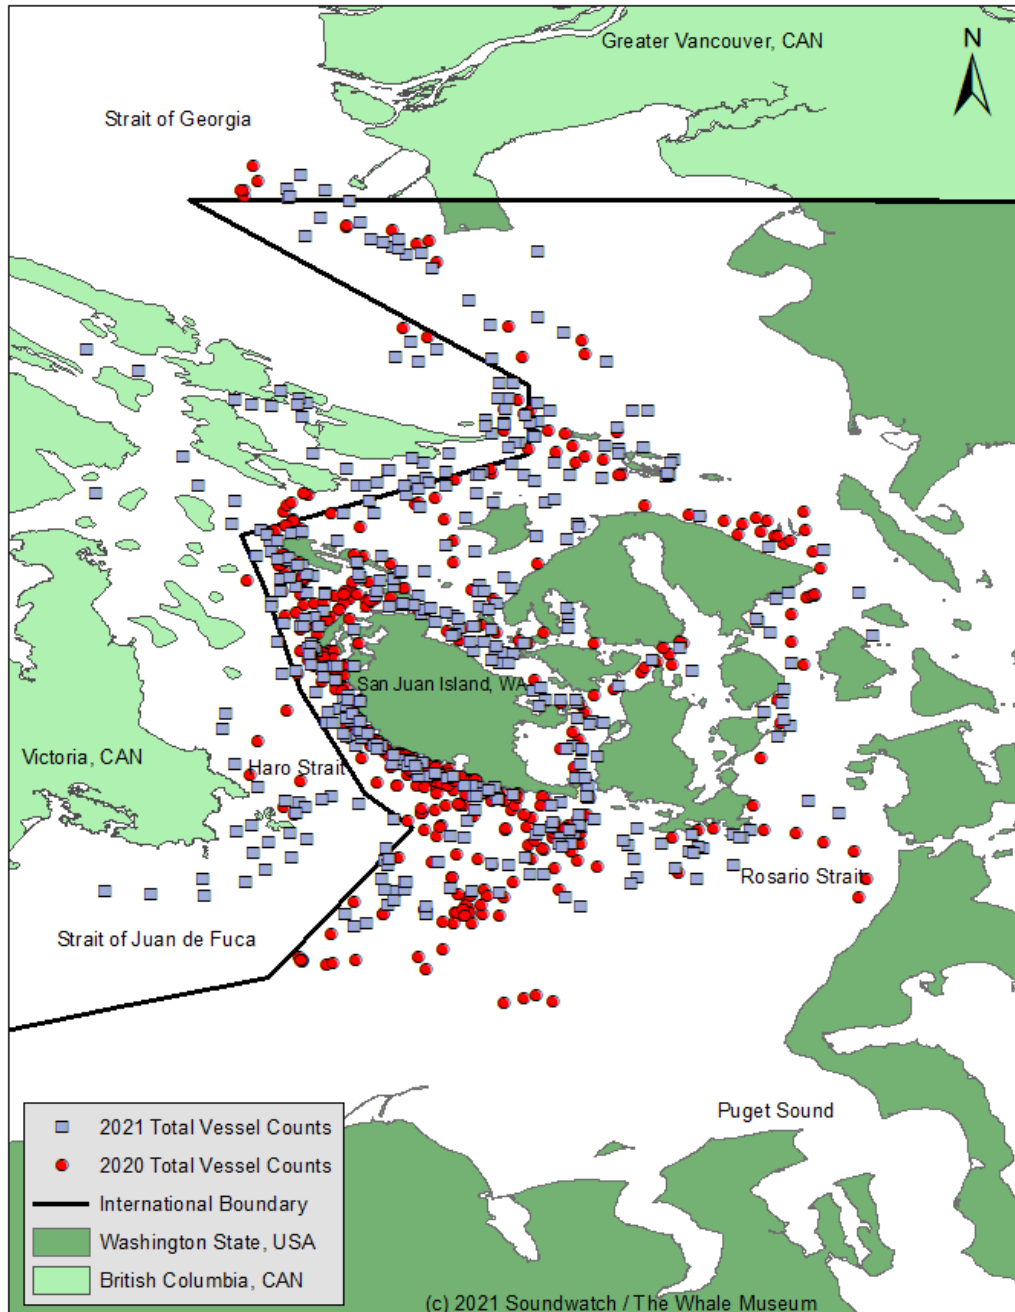 Greater Vancouver, CAN
N
Strait of Georgia
San Juan Island, WA
Victoria, CAN
Haro Strait
Rosario Strait
Strait of Juan de Fuca
Puget Sound
2021 Total Vessel Counts
2020 Total Vessel Counts
International Boundary
Washington State, USA
British Columbia, CAN
(c) 2021 Soundwatch / The Whale Museum